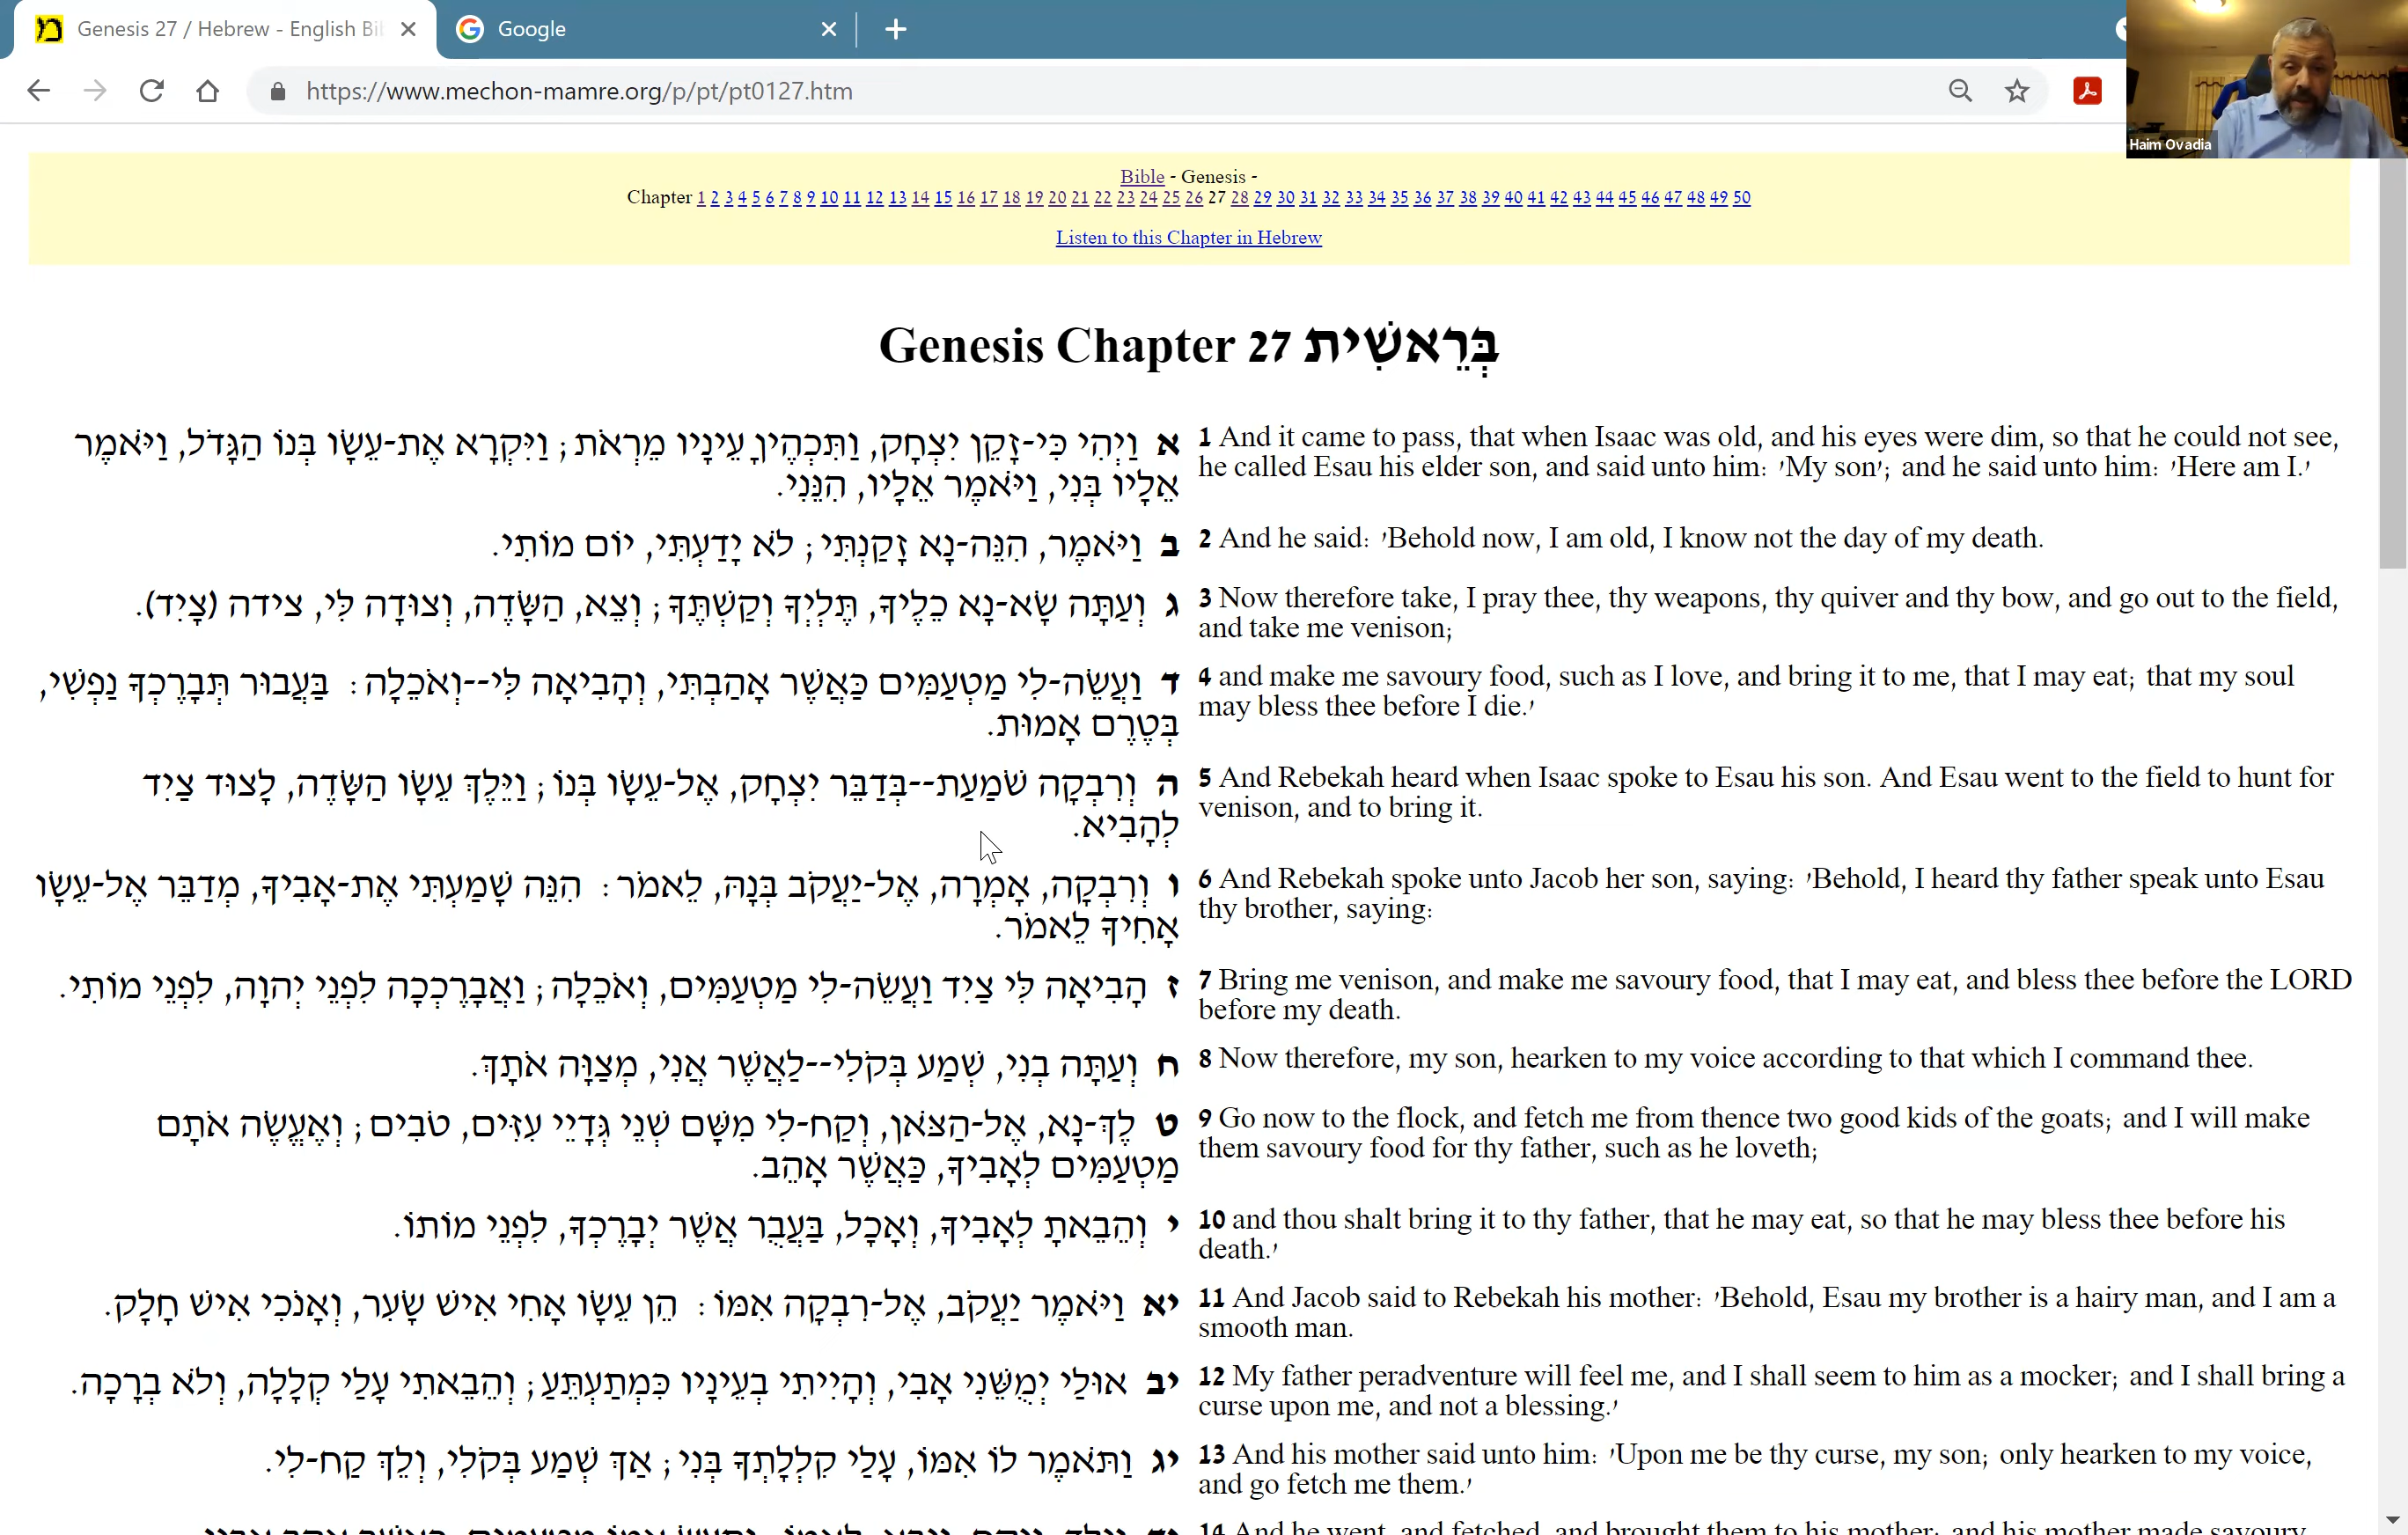 Genesis 27 / Hebrew - English Bi
Google
https://www.mechon-mamre.org/p/pt/pt0127.htm
Haim Ovadia
Bible - Genesis -
Chapter 1 2 3 4 5 6 7 8 9 10 11 12 13 14 15 16 17 18 19 20 21 22 23 24 25 26 27 28 29 30 31 32 33 34 35 36 37 38 39 40 41 42 43 44 45 46 47 48 49 50
Listen to this Chapter in Hebrew
Genesis Chapter 27 בְּרֵאשִׁית
א וַיְהִי כִּי-זָקֵן יִצְחָק, וַתִּכְהֶיןָ עֵינָיו מֵרְאֹת; וַיִּקְרָא אֶת-עֵשָׂו בְּנוֹ הַגָּדֹל, וַיֹּאמֶר
אֵלָיו בְּנִי, וַיֹּאמֶר אֵלָיו, הִנֵּנִי.
1 And it came to pass, that when Isaac was old, and his eyes were dim, so that he could not see,
he called Esau his elder son, and said unto him: 'My son'; and he said unto him: 'Here am I.'
ב וַיֹּאמֶר, הִנֵּה-נָא זָקַנְתִּי; לֹא יָדַעְתִּי, יוֹם מוֹתִי.
2 And he said: 'Behold now, I am old, I know not the day of my death.
ג וְעַתָּה שָׂא-נָא כֵלֶיךָ, תֶּלְיְךָ וְקַשְׁתֶּךָ; וְצֵא, הַשָּׂדֶה, וְצוּדָה לִּי, צידה (צָיִד).
3 Now therefore take, I pray thee, thy weapons, thy quiver and thy bow, and go out to the field,
and take me venison;
ד וַעֲשֵׂה-לִי מַטְעַמִּים כַּאֲשֶׁר אָהַבְתִּי, וְהָבִיאָה לִּי--וְאֹכֵלָה: בַּעֲבוּר תְּבָרֶכְךָ נַפְשִׁי,
בְּטֶרֶם אָמוּת.
4 and make me savoury food, such as I love, and bring it to me, that I may eat; that my soul
may bless thee before I die.'
ה וְרִבְקָה שֹׁמַעַת--בְּדַבֵּר יִצְחָק, אֶל-עֵשָׂו בְּנוֹ; וַיֵּלֶךְ עֵשָׂו הַשָּׂדֶה, לָצוּד צַיִד
לְהָבִיא.
5 And Rebekah heard when Isaac spoke to Esau his son. And Esau went to the field to hunt for
venison, and to bring it.
ו וְרִבְקָה, אָמְרָה, אֶל-יַעֲקֹב בְּנָהּ, לֵאמֹר: הִנֵּה שָׁמַעְתִּי אֶת-אָבִיךָ, מְדַבֵּר אֶל-עֵשָׂו
אָחִיךָ לֵאמֹר.
6 And Rebekah spoke unto Jacob her son, saying: 'Behold, I heard thy father speak unto Esau
thy brother, saying:
ז הָבִיאָה לִּי צַיִד וַעֲשֵׂה-לִי מַטְעַמִּים, וְאֹכֵלָה; וַאֲבָרֶכְכָה לִפְנֵי יְהוָה, לִפְנֵי מוֹתִי.
7 Bring me venison, and make me savoury food, that I may eat, and bless thee before the LORD
before my death.
ח וְעַתָּה בְנִי, שְׁמַע בְּקֹלִי--לַאֲשֶׁר אֲנִי, מְצַוָּה אֹתָךְ.
8 Now therefore, my son, hearken to my voice according to that which I command thee.
ט לֶךְ-נָא, אֶל-הַצֹּאן, וְקַח-לִי מִשָּׁם שְׁנֵי גְּדָיֵי עִזִּים, טֹבִים; וְאֶעֱשֶׂה אֹתָם
מַטְעַמִּים לְאָבִיךָ, כַּאֲשֶׁר אָהֵב.
9 Go now to the flock, and fetch me from thence two good kids of the goats; and I will make
them savoury food for thy father, such as he loveth;
י וְהֵבֵאתָ לְאָבִיךָ, וְאָכָל, בַּעֲבֻר אֲשֶׁר יְבָרֶכְךָ, לִפְנֵי מוֹתוֹ.
10 and thou shalt bring it to thy father, that he may eat, so that he may bless thee before his
death.'
יא וַיֹּאמֶר יַעֲקֹב, אֶל-רִבְקָה אִמּוֹ: הֵן עֵשָׂו אָחִי אִישׁ שָׂעִר, וְאָנֹכִי אִישׁ חָלָק.
11 And Jacob said to Rebekah his mother: 'Behold, Esau my brother is a hairy man, and I am a
smooth man.
יב אוּלַי יְמֻשֵּׁנִי אָבִי, וְהָיִיתִי בְעֵינָיו כִּמְתַעְתֵּעַ; וְהֵבֵאתִי עָלַי קְלָלָה, וְלֹא בְרָכָה.
12 My father peradventure will feel me, and I shall seem to him as a mocker; and I shall bring a
curse upon me, and not a blessing.'
יג וַתֹּאמֶר לוֹ אִמּוֹ, עָלַי קִלְלָתְךָ בְּנִי; אַךְ שְׁמַע בְּקֹלִי, וְלֵךְ קַח-לִי.
13 And his mother said unto him: 'Upon me be thy curse, my son; only hearken to my voice,
and go fetch me them.'
14 And he went, and fetched, and brought them to his mother; and his mother made savoury